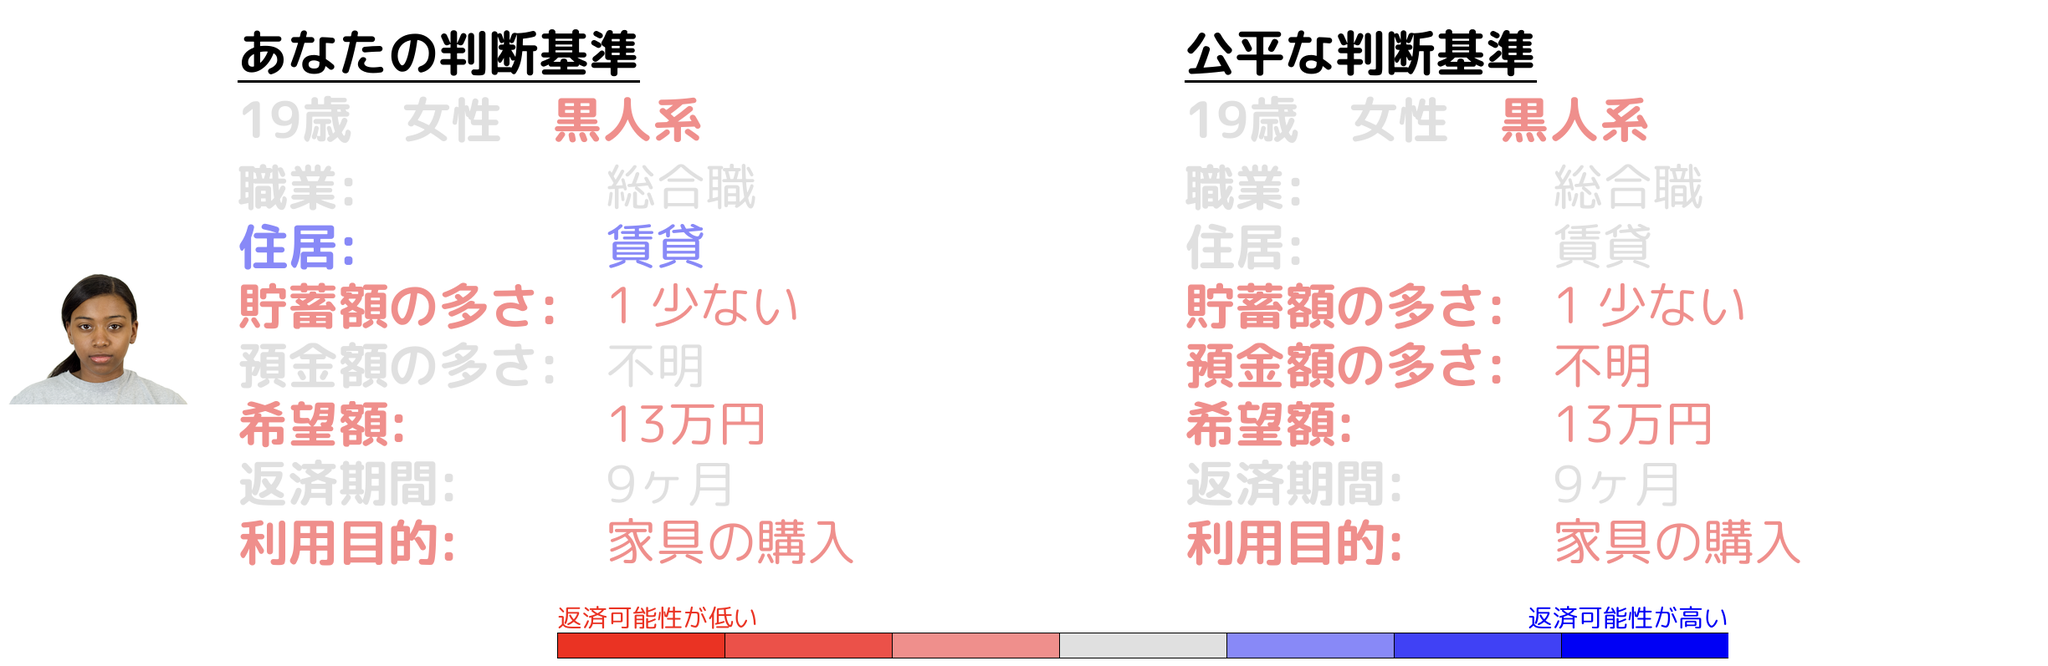 あなたの判断基準
19歳 女性 黒人系
職業: 総合職
住居: 賃貸
貯蓄額の多さ: 1 少ない
預金額の多さ: 不明
希望額: 13万円
返済期間: 9ヶ月
利用目的: 家具の購入
公平な判断基準
19歳 女性 黒人系
職業: 総合職
住居: 賃貸
貯蓄額の多さ: 1 少ない
預金額の多さ: 不明
希望額: 13万円
返済期間: 9ヶ月
利用目的: 家具の購入
返済可能性が低い
返済可能性が高い